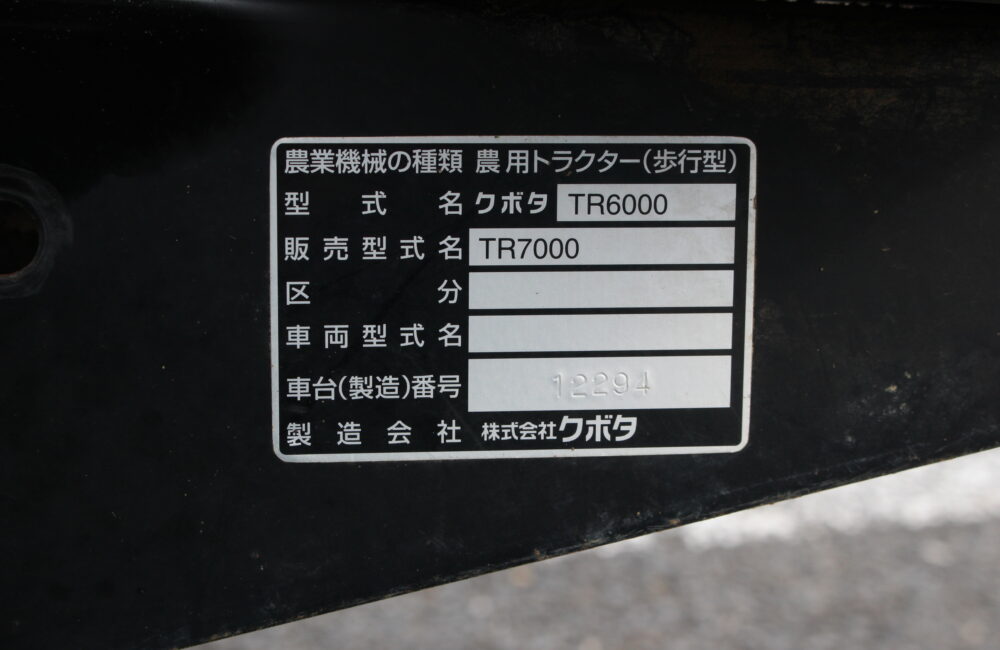 農業機械の種類 農用トラクター(歩行型)
型式名 クボタ TR6000
販売型式名 TR7000
区分
車両型式名
車台(製造)番号 12294
製造会社 株式会社クボタ